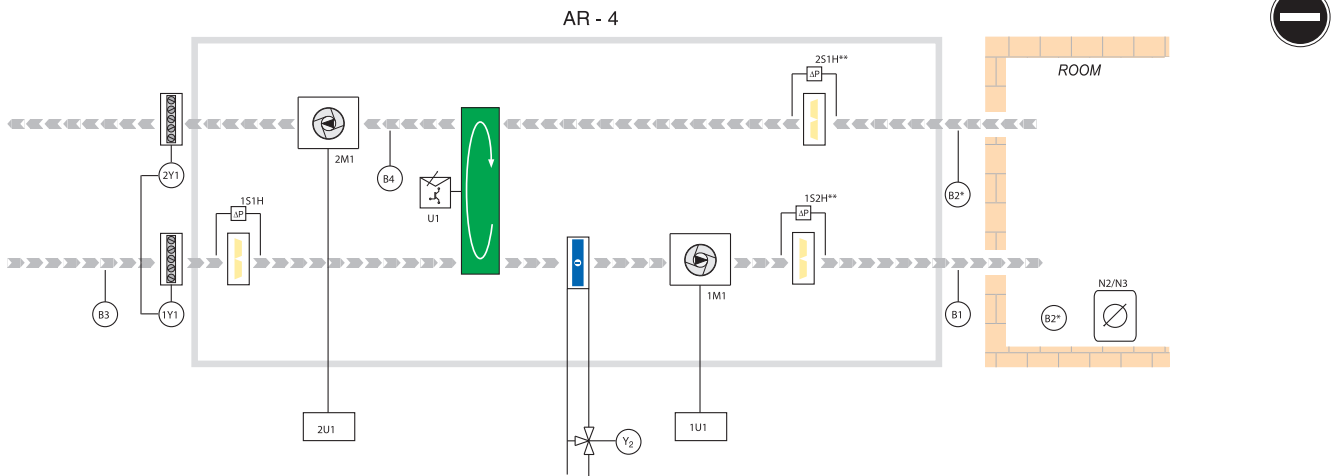 AR - 4
2S1H**
ΔP
ROOM
2M1
2Y1
B4
B2*
U1
1S1H
ΔP
1S2H**
ΔP
N2/N3
1M1
B3
1Y1
B1
B2*
2U1
1U1
Y2